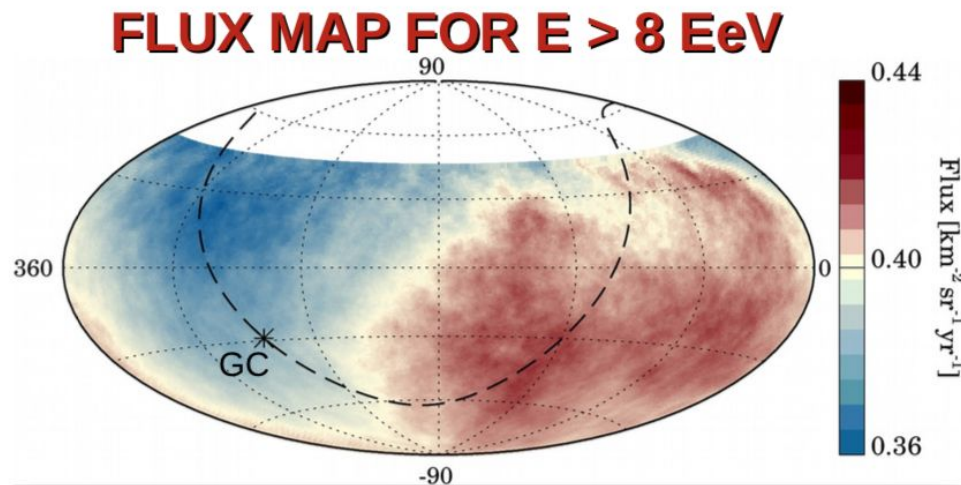 FLUX MAP FOR E > 8 EeV
90
0.44
360
0
0.40
GC
Flux [km⁻² sr⁻¹ yr⁻¹]
0.36
-90